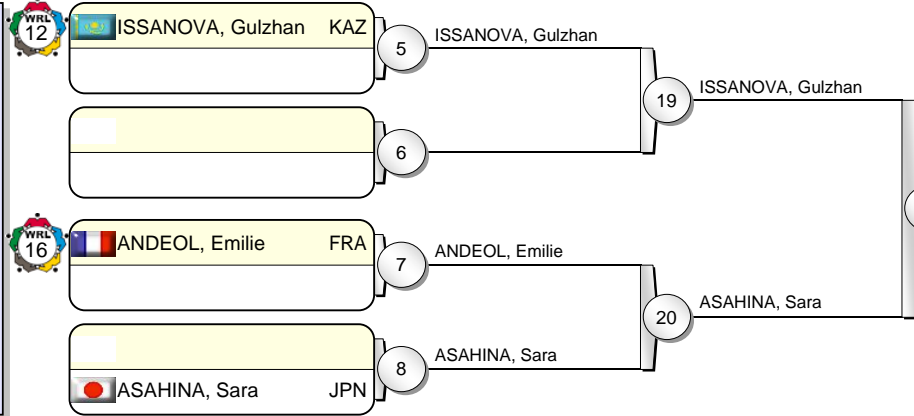 WRL
12
ISSANOVA, Gulzhan KAZ
5
ISSANOVA, Gulzhan
19
ISSANOVA, Gulzhan
6
WRL
16
ANDEOL, Emilie FRA
7
ANDEOL, Emilie
20
ASAHINA, Sara
8
ASAHINA, Sara
ASAHINA, Sara JPN